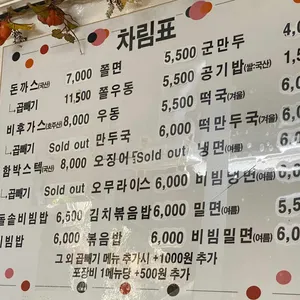 차림표
돈까스(국산) 7,000 쫄면 5,500 군만두 4,0
ㄴ곱빼기 11,500 쫄우동 5,500 공기밥(쌀:국산)
비후가스(호주산) 8,000 우동 5,500 떡국(겨울) 6,0
ㄴ곱빼기 Sold out 만두국 6,000 떡만두국(겨울)
함박스텍(국산) 8,000 오징어 Sold out 냉면(여름) 6,
ㄴ곱빼기 Sold out 오무라이스 6,000 비빔냉면(여름)
돌솥비빔밥 6,500 김치볶음밥 6,000 밀면(여름) 6,
비빔밥 6,000 볶음밥 6,000 비빔밀면(여름) 6,0
그 외 곱빼기 메뉴 추가시 +1000원 추가
포장비 1메뉴당 +500원 추가